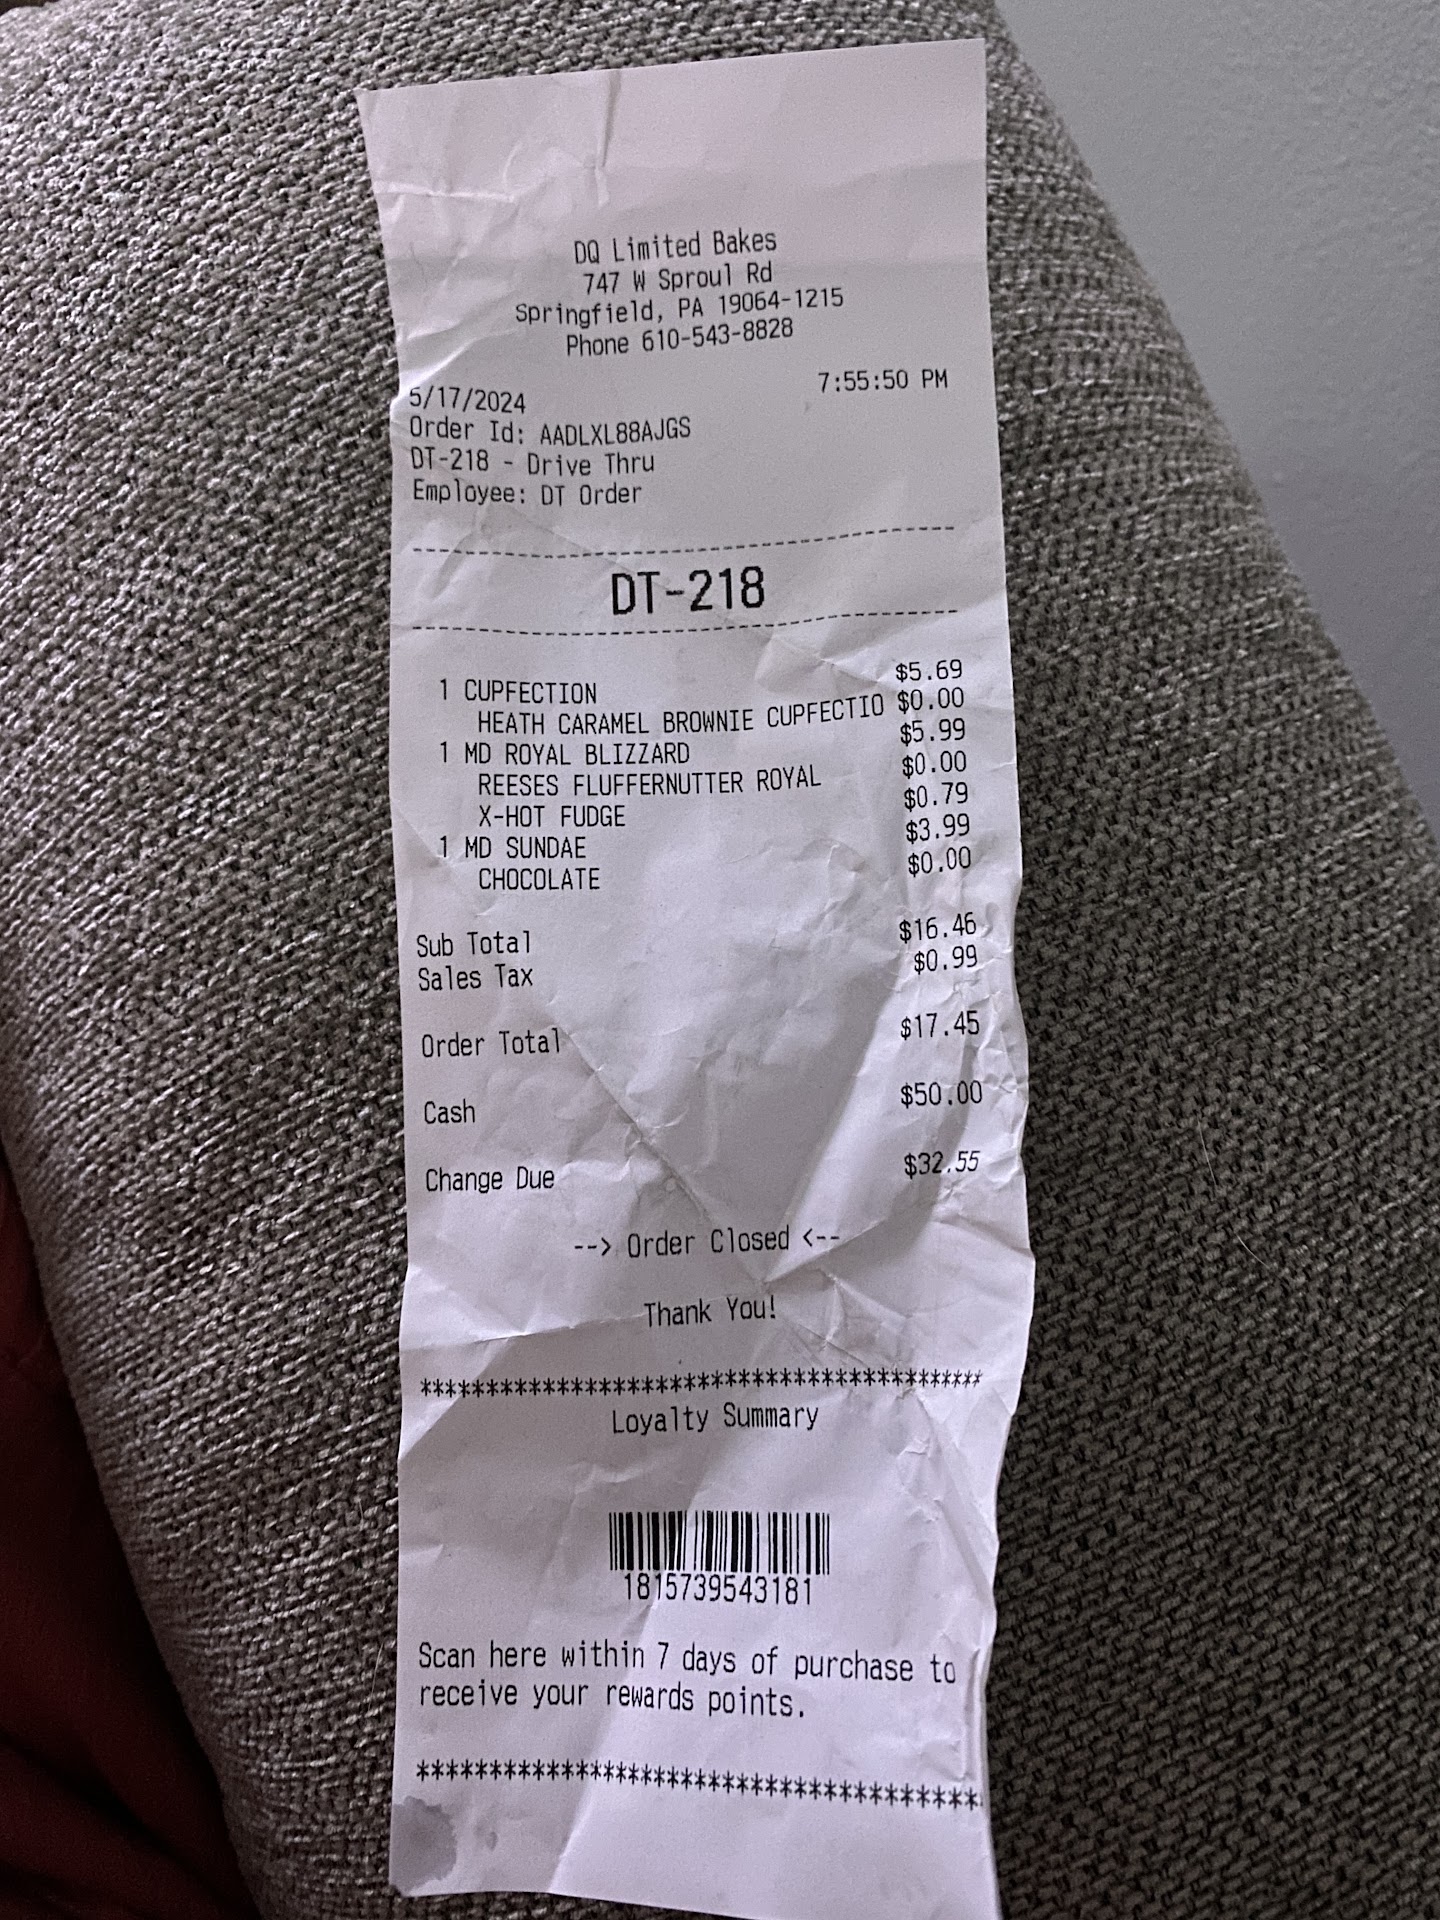 DQ Limited Bakes
747 W Sproul Rd
Springfield, PA 19064-1215
Phone 610-543-8828
5/17/2024 7:55:50 PM
Order Id: AADLXL88AJGS
DT-218 - Drive Thru
Employee: DT Order
--------------------------------------
DT-218
--------------------------------------
1 CUPFECTION $5.69
HEATH CARAMEL BROWNIE CUPFECTIO $0.00
1 MD ROYAL BLIZZARD $5.99
REESES FLUFFERNUTTER ROYAL $0.00
X-HOT FUDGE $0.79
1 MD SUNDAE $3.99
CHOCOLATE $0.00
Sub Total $16.46
Sales Tax $0.99
Order Total $17.45
Cash $50.00
Change Due $32.55
--> Order Closed <--
Thank You!
****************************************
Loyalty Summary
1815739543181
Scan here within 7 days of purchase to
receive your rewards points.
****************************************